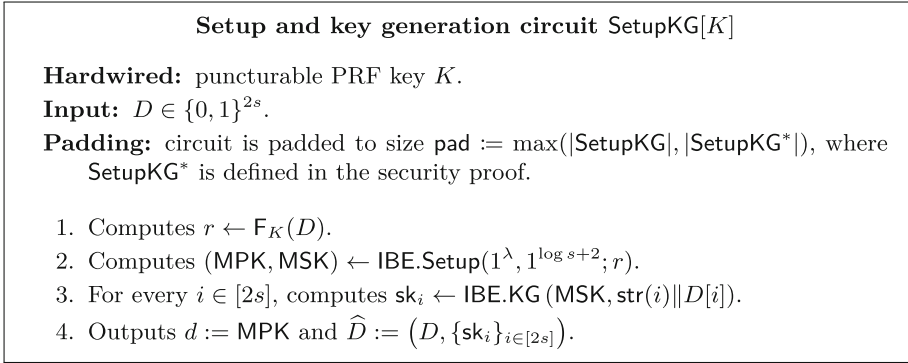 Setup and key generation circuit SetupKG[K]
Hardwired: puncturable PRF key K.
Input: D ∈ {0, 1}^{2s}.
Padding: circuit is padded to size pad := max(|SetupKG|, |SetupKG*|), where
SetupKG* is defined in the security proof.
1. Computes r ← F_K(D).
2. Computes (MPK, MSK) ← IBE.Setup(1^λ, 1^{log s+2}; r).
3. For every i ∈ [2s], computes sk_i ← IBE.KG (MSK, str(i)‖D[i]).
4. Outputs d := MPK and D̂ := (D, {sk_i}_{i∈[2s]}).